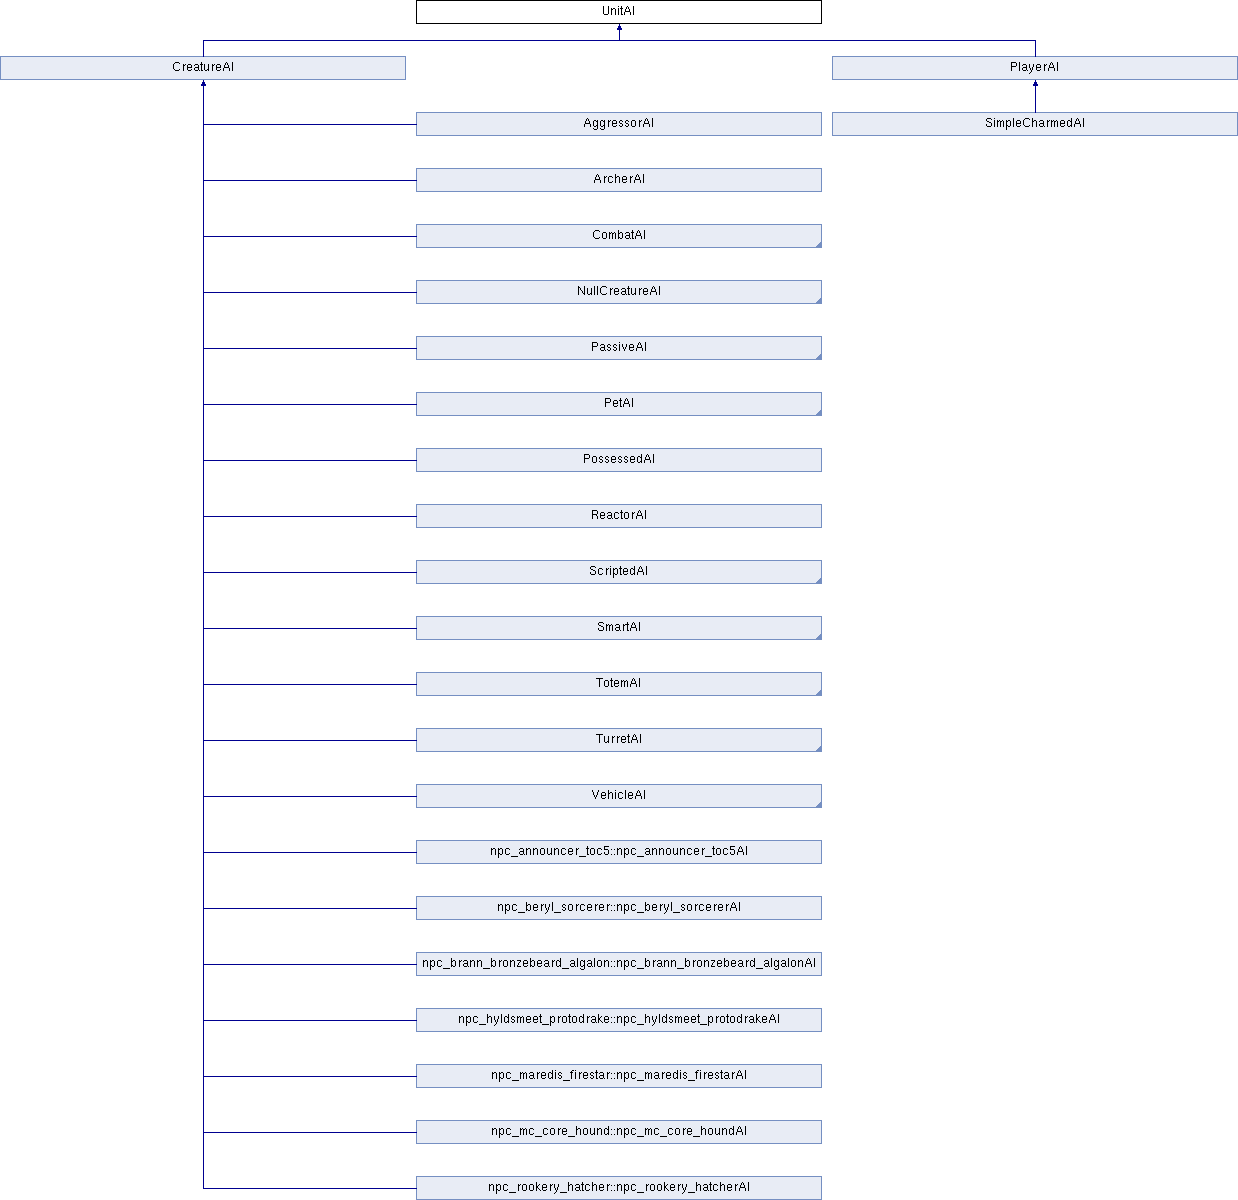 UnitAI
CreatureAI
PlayerAI
AggressorAI
SimpleCharmedAI
ArcherAI
CombatAI
NullCreatureAI
PassiveAI
PetAI
PossessedAI
ReactorAI
ScriptedAI
SmartAI
TotemAI
TurretAI
VehicleAI
npc_announcer_toc5::npc_announcer_toc5AI
npc_beryl_sorcerer::npc_beryl_sorcererAI
npc_brann_bronzebeard_algalon::npc_brann_bronzebeard_algalonAI
npc_hyldsmeet_protodrake::npc_hyldsmeet_protodrakeAI
npc_maredis_firestar::npc_maredis_firestarAI
npc_mc_core_hound::npc_mc_core_houndAI
npc_rookery_hatcher::npc_rookery_hatcherAI